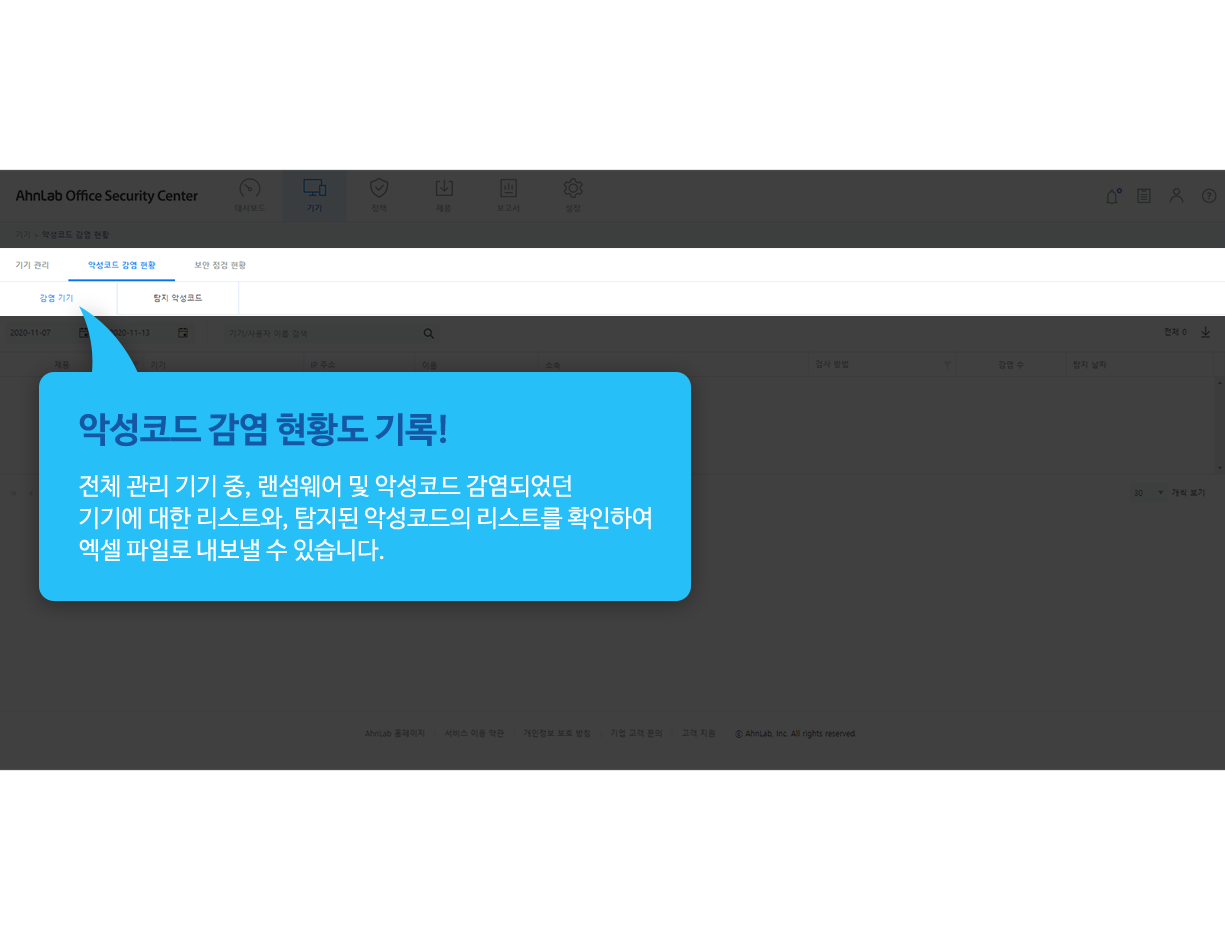 AhnLab Office Security Center
대시보드
기기
정책
제품
보고서
설정
기기 > 악성코드 감염 현황
기기 관리
악성코드 감염 현황
보안 점검 현황
감염 기기
탐지 악성코드
2020-11-07
2020-11-13
기기/사용자 이름 검색
전체 0
제품
기기
IP 주소
이름
소속
검사 방법
감염 수
탐지 날짜
악성코드 감염 현황도 기록!
전체 관리 기기 중, 랜섬웨어 및 악성코드 감염되었던
기기에 대한 리스트와, 탐지된 악성코드의 리스트를 확인하여
엑셀 파일로 내보낼 수 있습니다.
30
개씩 보기
AhnLab 홈페이지 | 서비스 이용 약관 | 개인정보 보호 방침 | 기업 고객 문의 | 고객 지원 ⓒ AhnLab, Inc. All rights reserved.